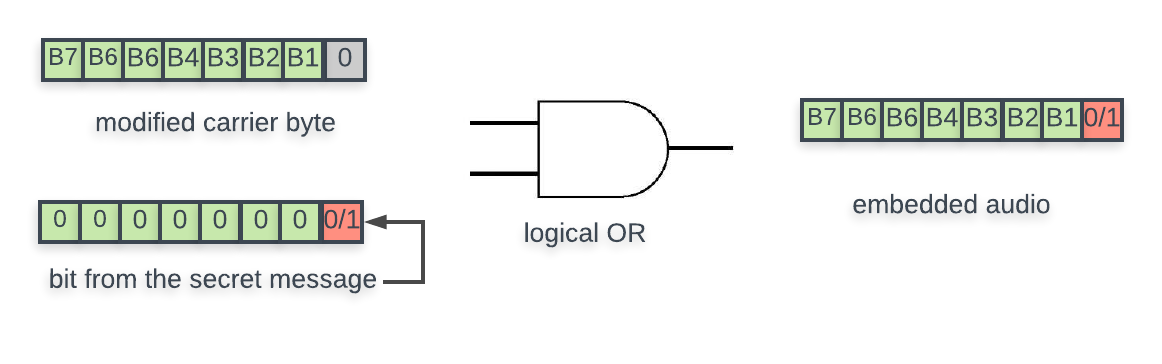 B7 B6 B6 B4 B3 B2 B1 0
modified carrier byte
0 0 0 0 0 0 0 0/1
bit from the secret message
logical OR
B7 B6 B6 B4 B3 B2 B1 0/1
embedded audio